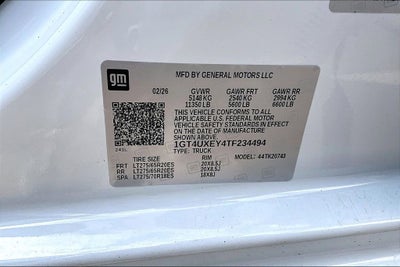 gm
MFD BY GENERAL MOTORS LLC
02/26 GVWR GAWR FRT GAWR RR
5148 KG 2540 KG 2994 KG
11350 LB 5600 LB 6600 LB
THIS VEHICLE CONFORMS TO ALL
APPLICABLE U.S. FEDERAL MOTOR
VEHICLE SAFETY STANDARDS IN EFFECT
ON THE DATE OF MANUFACTURE SHOWN ABOVE.
1GT4UXEY4TF234494
TYPE: TRUCK
TIRE SIZE RIM MODEL: 44TK20743
FRT LT275/65R20ES 20X8.5J
RR LT275/65R20ES 20X8.5J
SPA LT275/70R18ES 18X8J